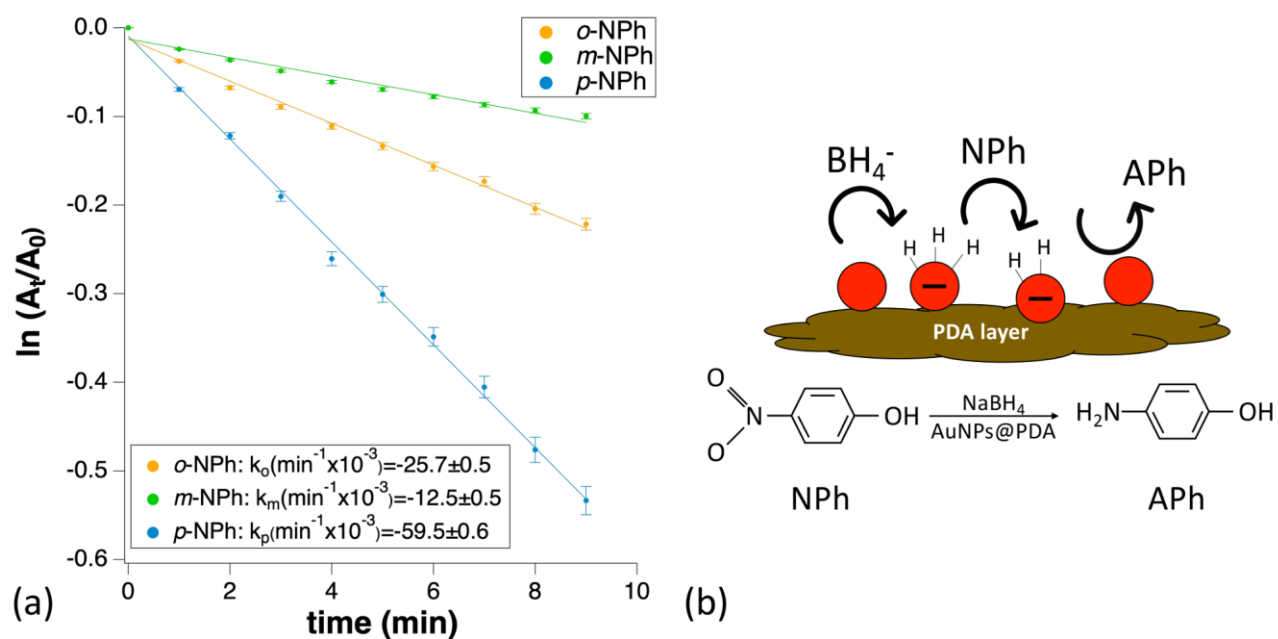 0.0
-0.1
-0.2
-0.3
-0.4
-0.5
-0.6
ln (Aₜ/A₀)
0 2 4 6 8 10
time (min)
o-NPh
m-NPh
p-NPh
o-NPh: kₒ(min⁻¹x10⁻³)=-25.7±0.5
m-NPh: kₘ(min⁻¹x10⁻³)=-12.5±0.5
p-NPh: kₚ(min⁻¹x10⁻³)=-59.5±0.6
(a)
BH₄⁻ NPh APh
H H H H H
PDA layer
O
N
O
OH
NaBH₄
AuNPs@PDA
H₂N
OH
NPh APh
(b)